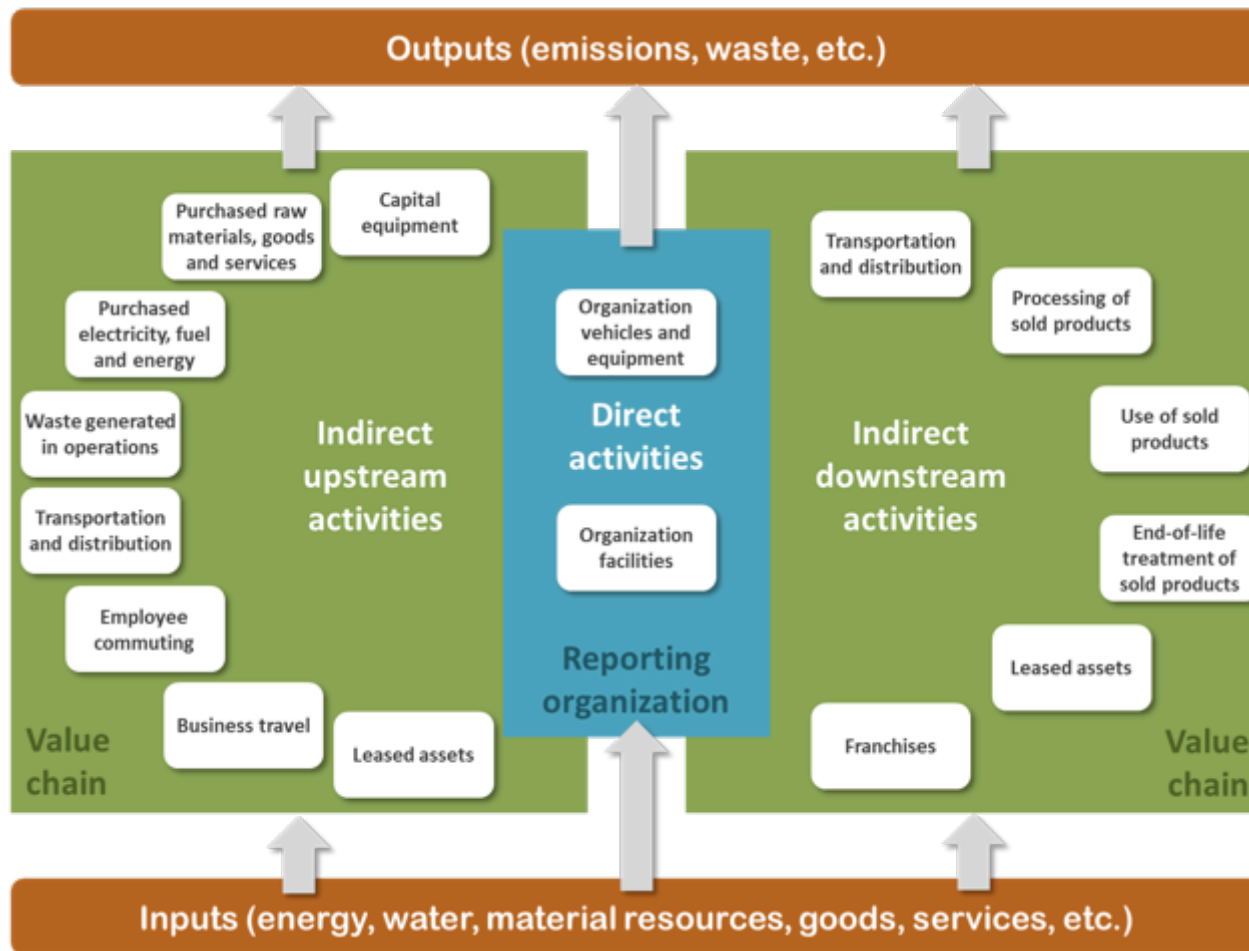 Outputs (emissions, waste, etc.)
Capital
equipment
Purchased raw
materials, goods
and services
Purchased
electricity, fuel
and energy
Waste generated
in operations
Transportation
and distribution
Employee
commuting
Business travel
Leased assets
Indirect
upstream
activities
Value
chain
Organization
vehicles and
equipment
Direct
activities
Organization
facilities
Reporting
organization
Transportation
and distribution
Processing of
sold products
Use of sold
products
End-of-life
treatment of
sold products
Leased assets
Franchises
Indirect
downstream
activities
Value
chain
Inputs (energy, water, material resources, goods, services, etc.)